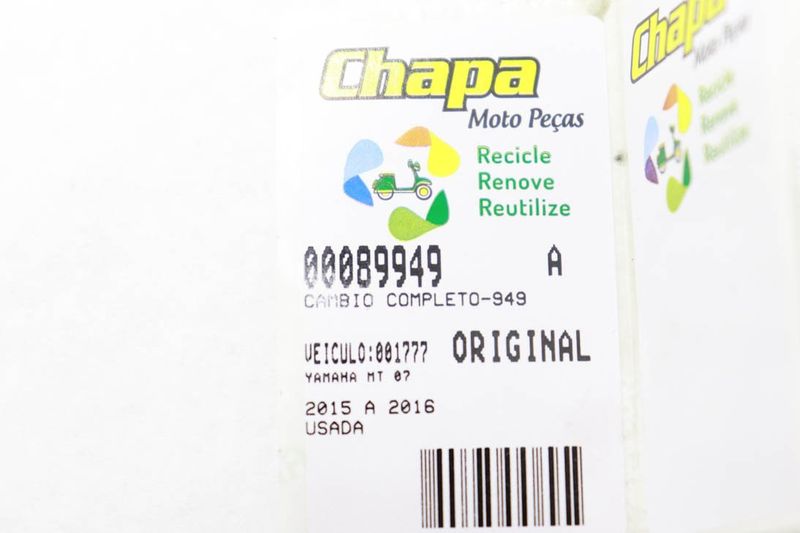 Chapa
Moto Peças
Recicle
Renove
Reutilize
00089949 A
CAMBIO COMPLETO-949
VEICULO:001777 ORIGINAL
YAMAHA MT 07
2015 A 2016
USADA
Chapa
Moto Peças
Recicle
Renove
Reutilize